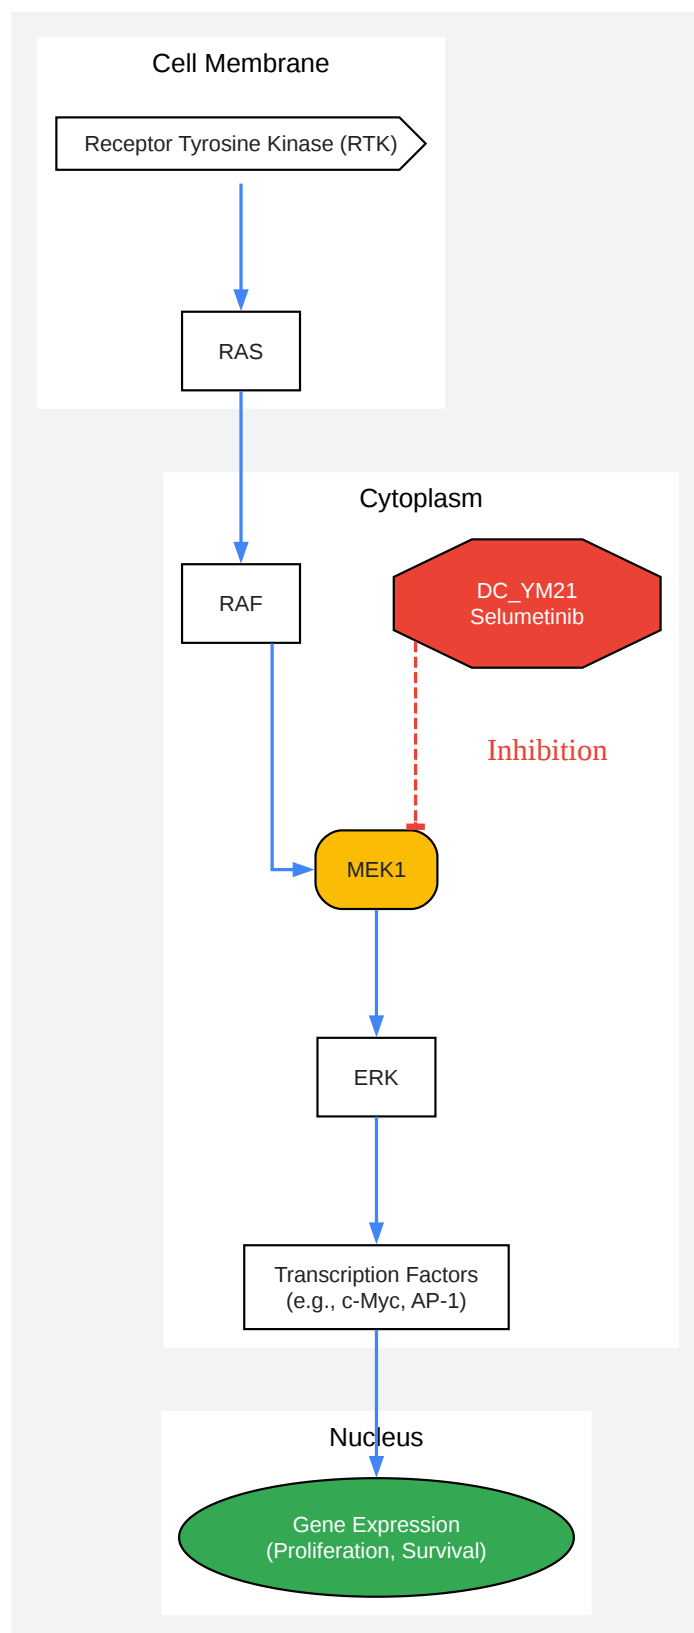 Cell Membrane
Receptor Tyrosine Kinase (RTK)
RAS
Cytoplasm
RAF
DC_YM21
Selumetinib
Inhibition
MEK1
ERK
Transcription Factors
(e.g., c-Myc, AP-1)
Nucleus
Gene Expression
(Proliferation, Survival)